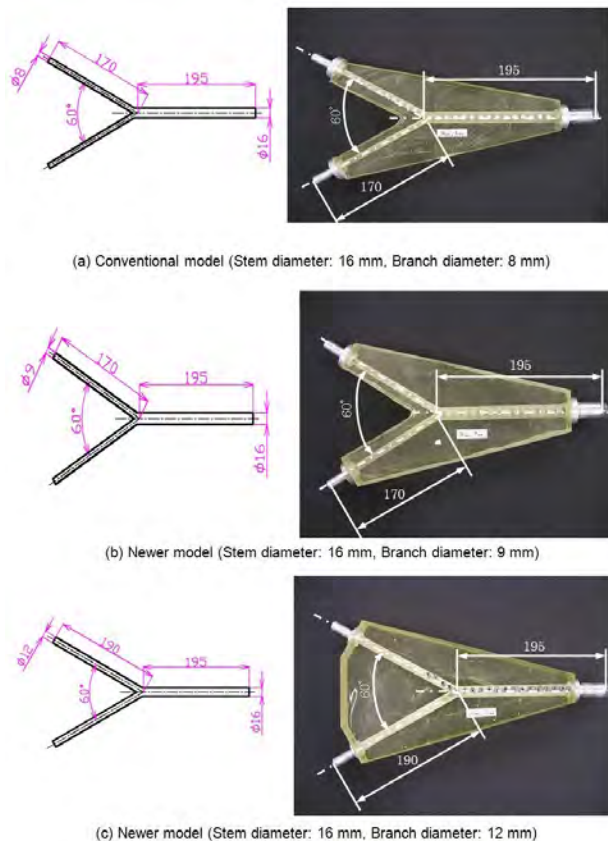 170
195
ϕ8
60°
ϕ16
195
60°
170
(a) Conventional model (Stem diameter: 16 mm, Branch diameter: 8 mm)
170
195
ϕ9
60°
ϕ16
195
60°
170
(b) Newer model (Stem diameter: 16 mm, Branch diameter: 9 mm)
190
195
ϕ12
60°
ϕ16
195
60°
190
(c) Newer model (Stem diameter: 16 mm, Branch diameter: 12 mm)